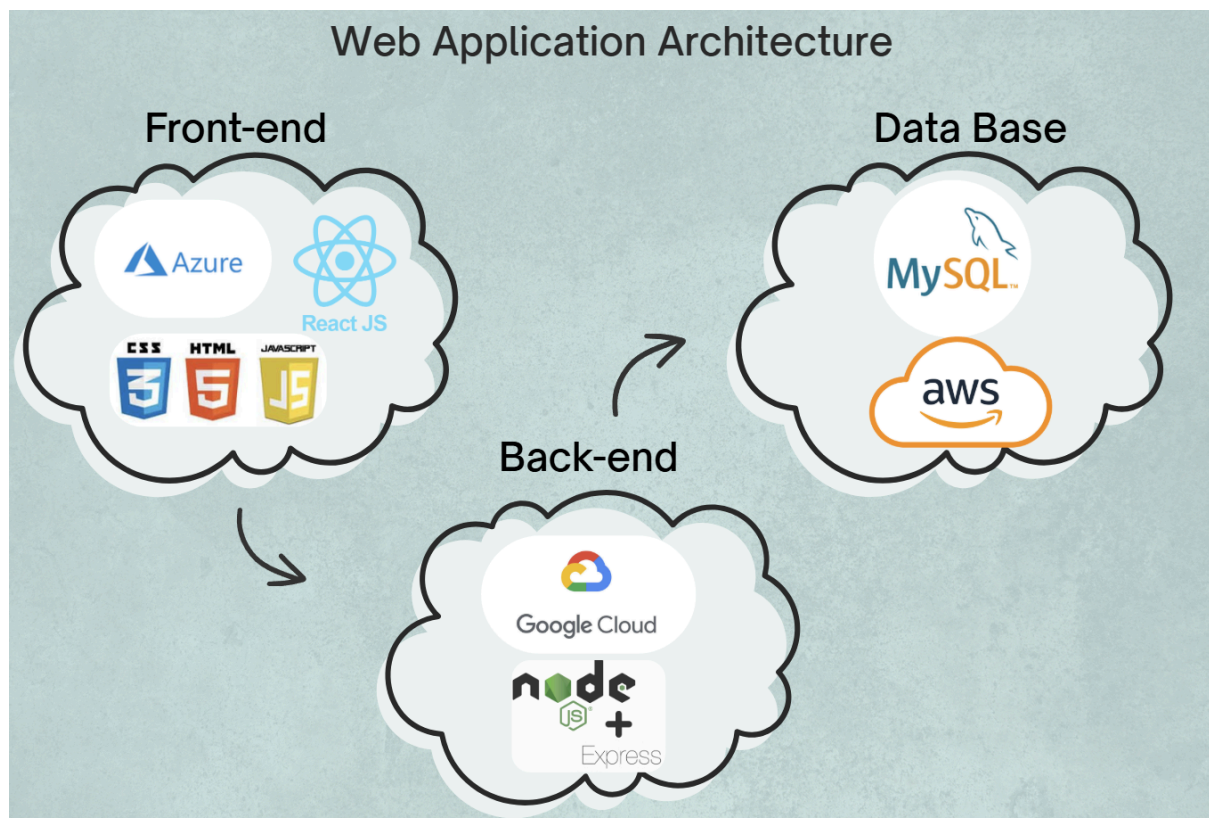 Web Application Architecture
Front-end
Azure
React JS
CSS HTML JAVASCRIPT
3 5 JS
Back-end
Google Cloud
node
JS
+
Express
Data Base
MySQL™
aws